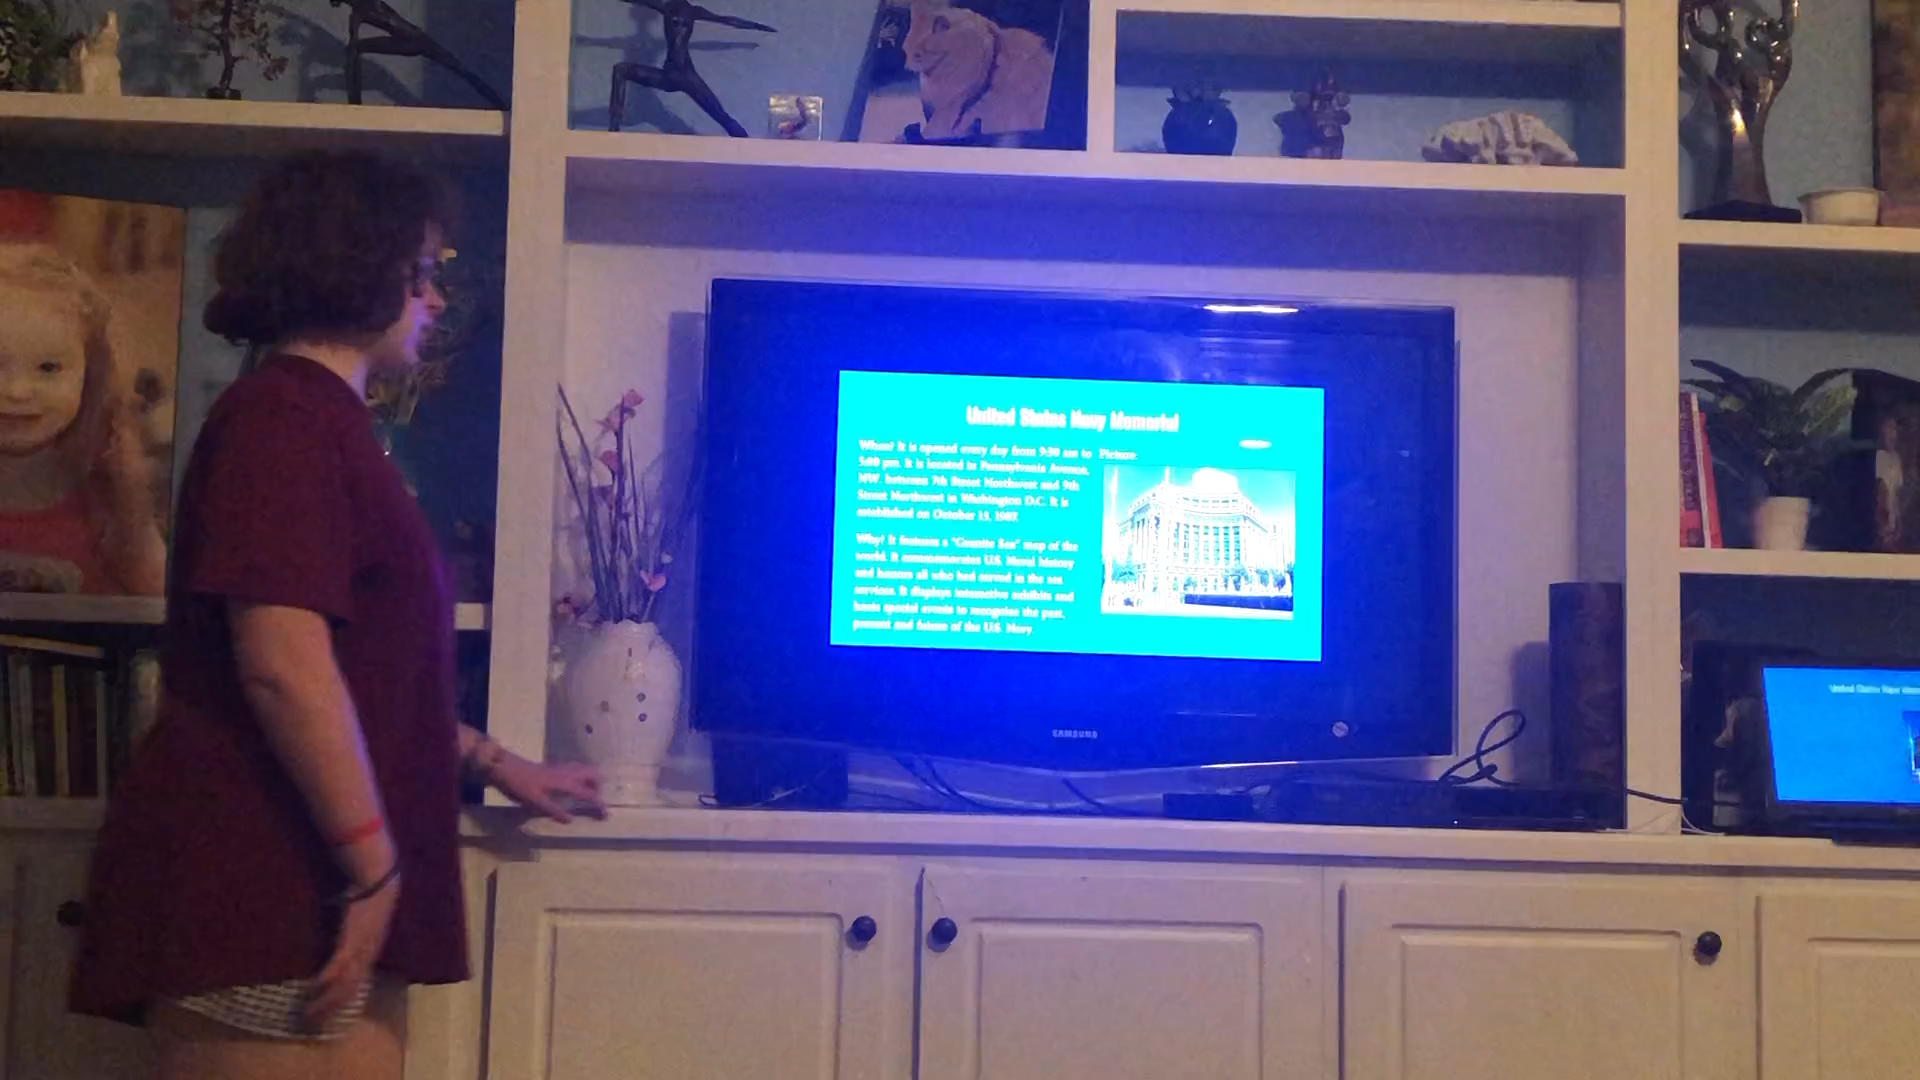 United States Navy Memorial
When? It is opened every day from 9:30 am to
5:00 pm. It is located in Pennsylvania Avenue,
NW, between 7th Street Northwest and 9th
Street Northwest in Washington D.C. It is
established on October 13, 1987.
Why? It features a "Granite Sea" map of the
world. It commemorates U.S. Naval History
and honors all who had served in the sea
services. It displays interactive exhibits and
hosts special events to recognize the past,
present and future of the U.S. Navy.
Picture:
SAMSUNG
United States Navy